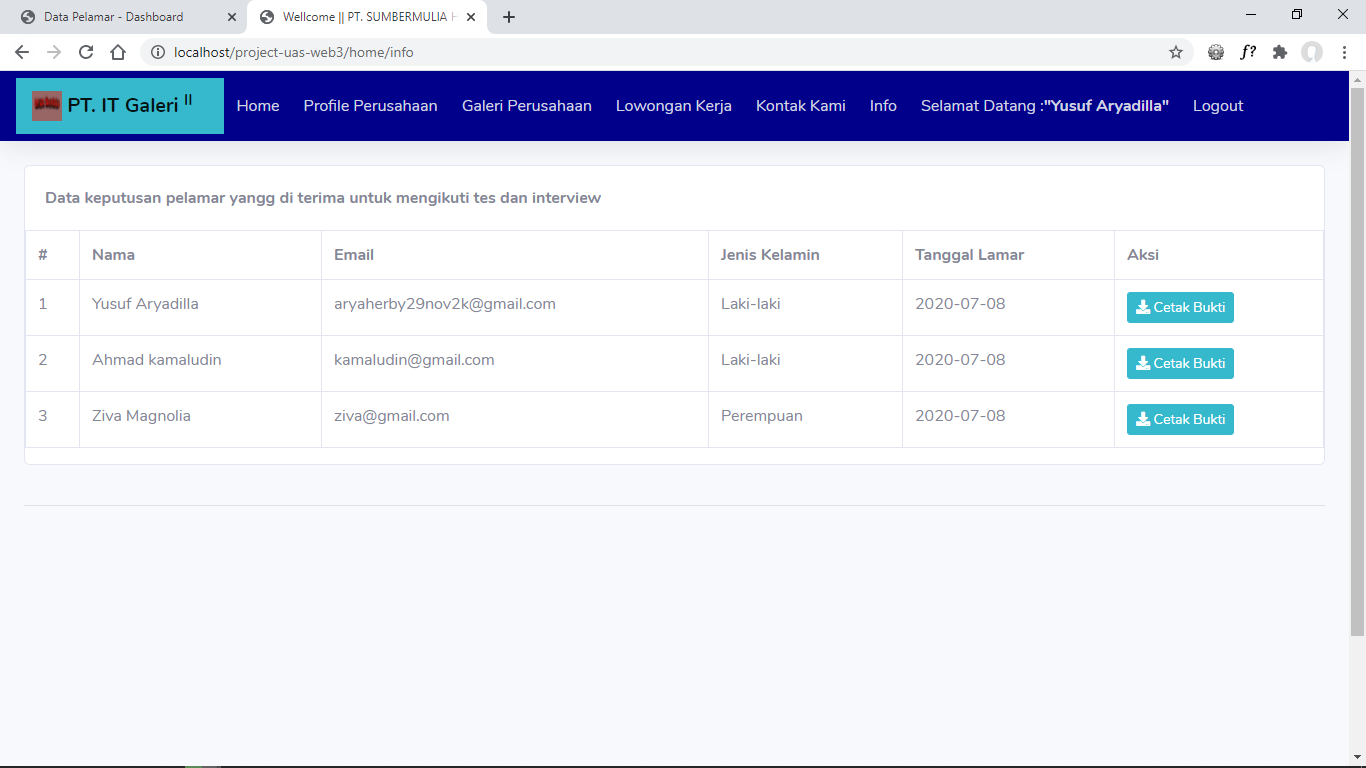 Data Pelamar - Dashboard
Wellcome || PT. SUMBERMULIA H
localhost/project-uas-web3/home/info
f?
PT. IT Galeri II Home Profile Perusahaan Galeri Perusahaan Lowongan Kerja Kontak Kami Info Selamat Datang :"Yusuf Aryadilla" Logout
Data keputusan pelamar yangg di terima untuk mengikuti tes dan interview
# Nama Email Jenis Kelamin Tanggal Lamar Aksi
1 Yusuf Aryadilla aryaherby29nov2k@gmail.com Laki-laki 2020-07-08 Cetak Bukti
2 Ahmad kamaludin kamaludin@gmail.com Laki-laki 2020-07-08 Cetak Bukti
3 Ziva Magnolia ziva@gmail.com Perempuan 2020-07-08 Cetak Bukti